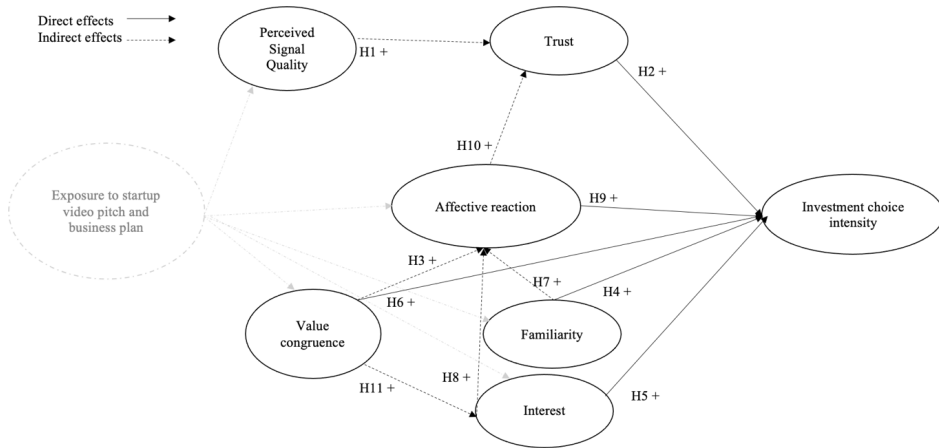 Direct effects
Indirect effects
Perceived
Signal
Quality
H1 +
Trust
H2 +
H10 +
Exposure to startup
video pitch and
business plan
Affective reaction
H9 +
Investment choice
intensity
H3 +
H7 +
H6 +
H4 +
Value
congruence
Familiarity
H11 +
H8 +
Interest
H5 +